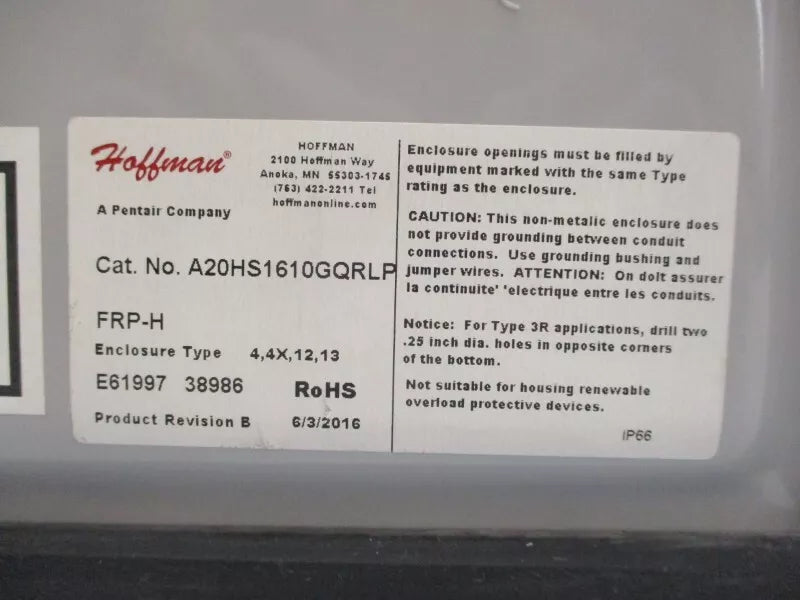 Hoffman®
A Pentair Company
HOFFMAN
2100 Hoffman Way
Anoka, MN 55303-1745
(763) 422-2211 Tel
hoffmanonline.com
Cat. No. A20HS1610GQRLP
FRP-H
Enclosure Type 4,4X,12,13
E61997 38986 RoHS
Product Revision B 6/3/2016
Enclosure openings must be filled by
equipment marked with the same Type
rating as the enclosure.
CAUTION: This non-metalic enclosure does
not provide grounding between conduit
connections. Use grounding bushing and
jumper wires. ATTENTION: On doit assurer
la continuite' 'electrique entre les conduits.
Notice: For Type 3R applications, drill two
.25 inch dia. holes in opposite corners
of the bottom.
Not suitable for housing renewable
overload protective devices.
IP66